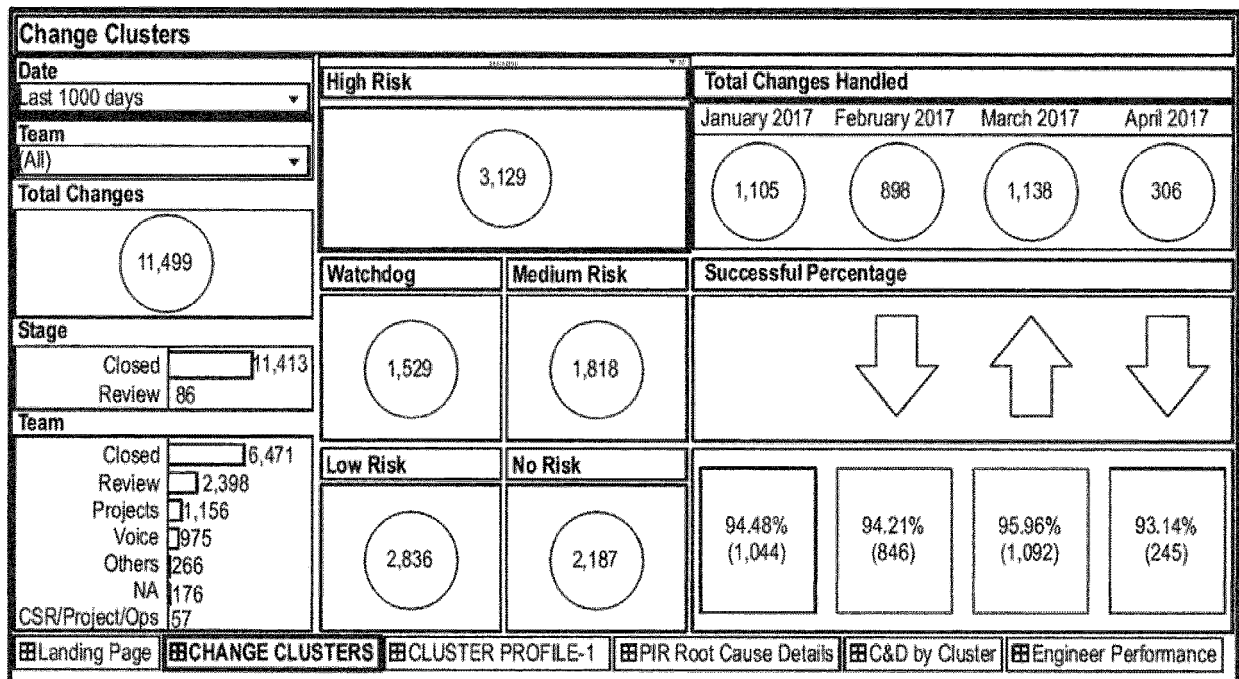 Change Clusters
Date
Last 1000 days
Team
(All)
Total Changes
11,499
Stage
Closed 11,413
Review 86
Team
Closed 6,471
Review 2,398
Projects 1,156
Voice 975
Others 266
NA 176
CSR/Project/Ops 57
High Risk
3,129
Watchdog
1,529
Medium Risk
1,818
Low Risk
2,836
No Risk
2,187
Total Changes Handled
January 2017 February 2017 March 2017 April 2017
1,105 898 1,138 306
Successful Percentage
94.48% 94.21% 95.96% 93.14%
(1,044) (846) (1,092) (245)
Landing Page CHANGE CLUSTERS CLUSTER PROFILE-1 PIR Root Cause Details C&D by Cluster Engineer Performance